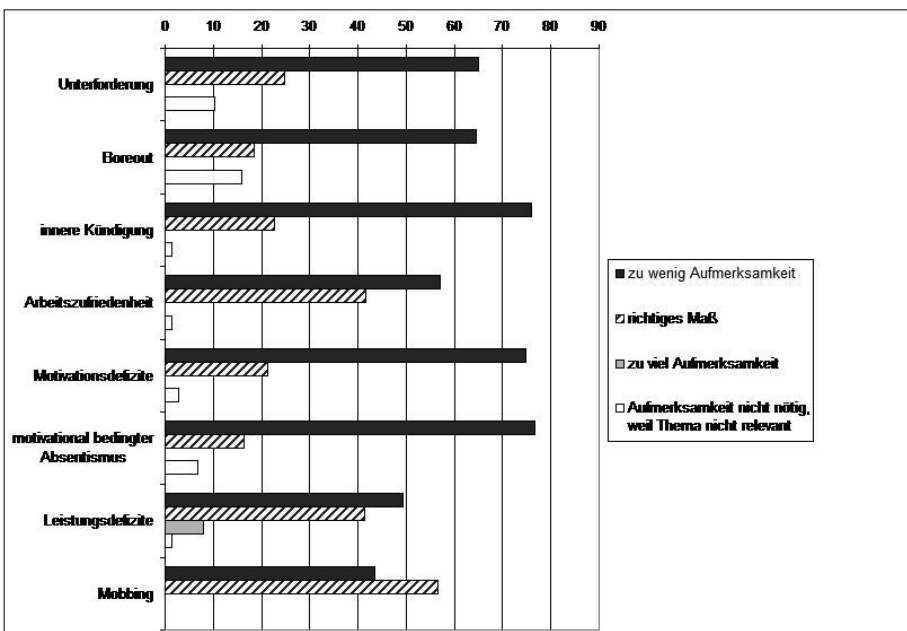 0 10 20 30 40 50 60 70 80 90
Unterforderung
Boreout
innere Kündigung
Arbeitszufriedenheit
Motivationsdefizite
motivational bedingter
Absentismus
Leistungsdefizite
Mobbing
zu wenig Aufmerksamkeit
richtiges Maß
zu viel Aufmerksamkeit
Aufmerksamkeit nicht nötig,
weil Thema nicht relevant